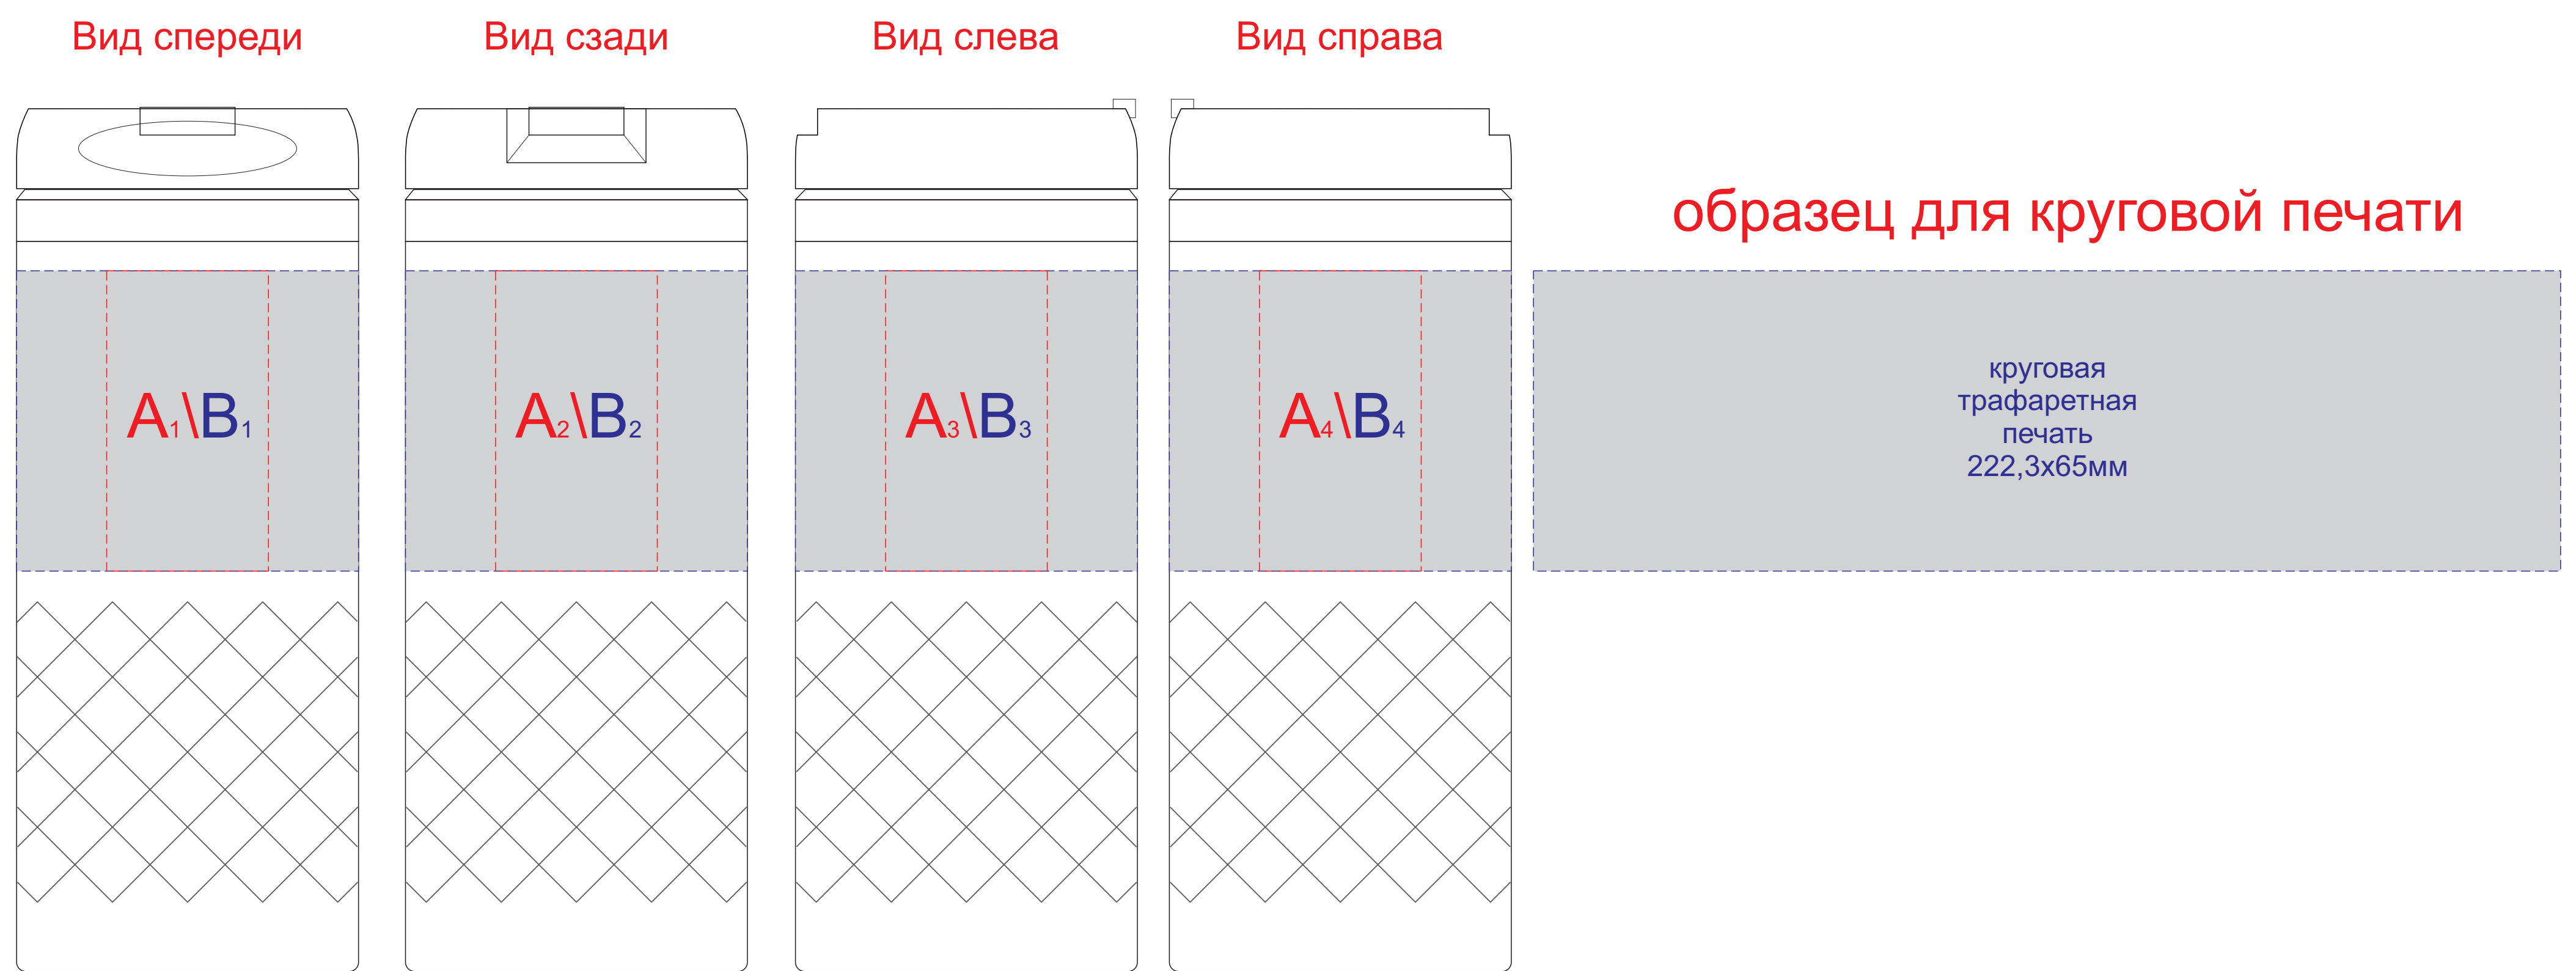 Вид спереди
Вид сзади
Вид слева
Вид справа
образец для круговой печати
A1\B1
A2\B2
A3\B3
A4\B4
круговая
трафаретная
печать
222,3х65мм